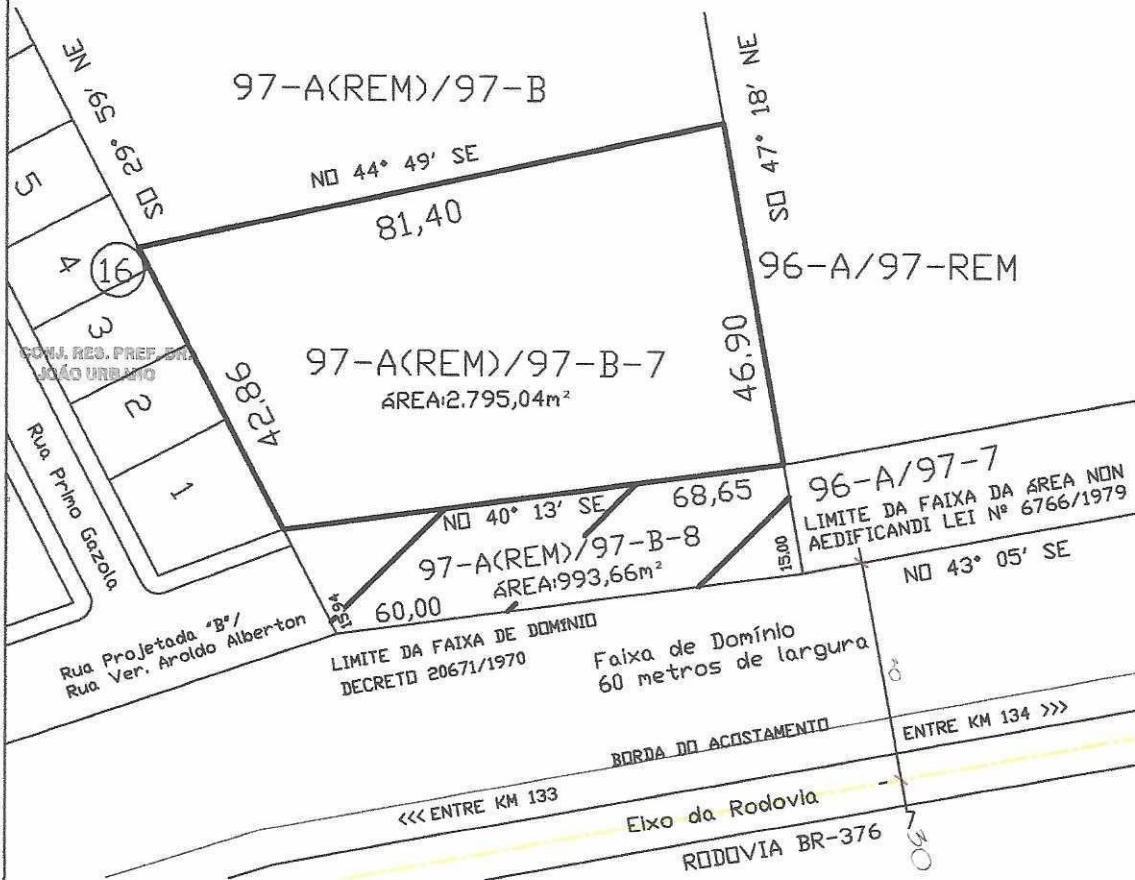 97-A(REM)/97-B
SO 29° 59' NE
SO 47° 18' NE
NO 44° 49' SE
81,40
5
4
16
3
2
1
CONJ. RES. PREF. DR.
JOÃO URBANO
42,86
97-A(REM)/97-B-7
ÁREA:2.795,04m²
46,90
96-A/97-REM
Rua Primo Gazola
NO 40° 13' SE
68,65
96-A/97-7
LIMITE DA FAIXA DA ÁREA NON
AEDIFICANDI LEI Nº 6766/1979
97-A(REM)/97-B-8
ÁREA:993,66m²
15,00
NO 43° 05' SE
15,94
60,00
Rua Projetada "B"/
Rua Ver. Aroldo Alberton
LIMITE DA FAIXA DE DOMÍNIO
DECRETO 20671/1970
Faixa de Domínio
60 metros de largura
BORDA DO ACOSTAMENTO
ENTRE KM 134 >>>
<<< ENTRE KM 133
Eixo da Rodovia
RODOVIA BR-376
30